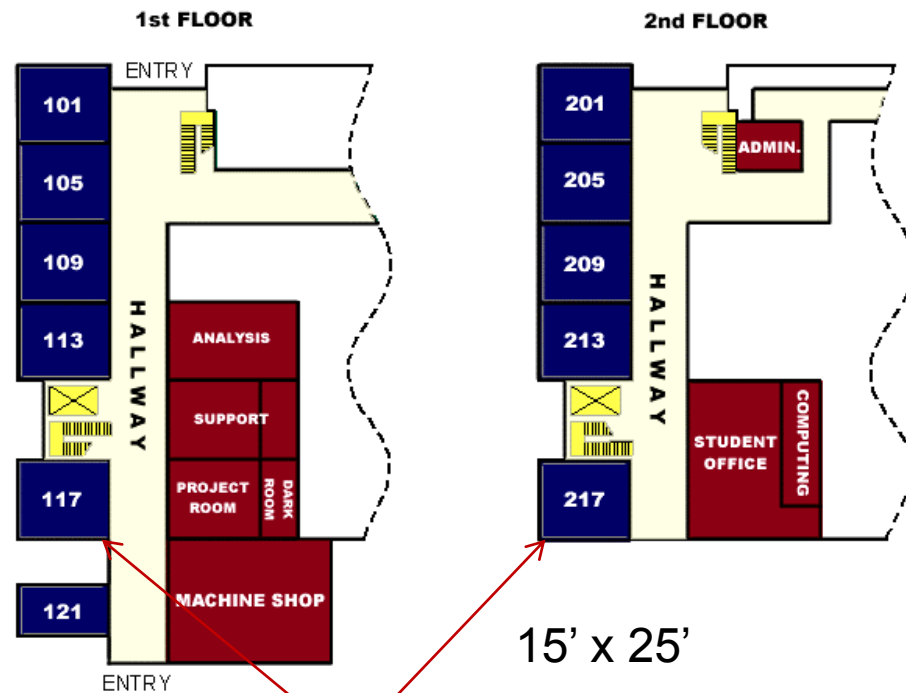 1st FLOOR
ENTRY
101
105
109
113
117
121
HALLWAY
ANALYSIS
SUPPORT
PROJECT
ROOM
DARK
ROOM
MACHINE SHOP
ENTRY
2nd FLOOR
201
205
209
213
217
HALLWAY
ADMIN.
STUDENT
OFFICE
COMPUTING
15’ x 25’